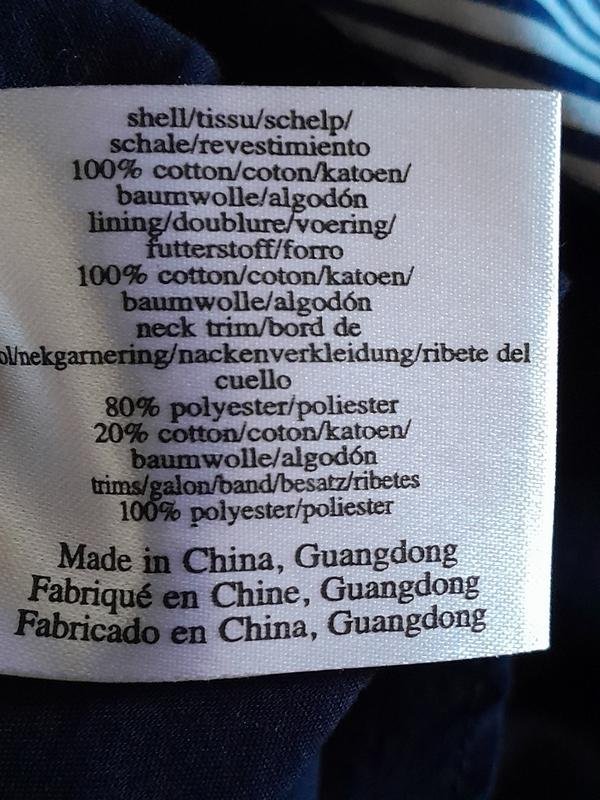 shell/tissu/schelp/
schale/revestimiento
100% cotton/coton/katoen/
baumwolle/algodón
lining/doublure/voering/
futterstoff/forro
100% cotton/coton/katoen/
baumwolle/algodón
neck trim/bord de
ol/nekgarnering/nackenverkleidung/ribete del
cuello
80% polyester/poliester
20% cotton/coton/katoen/
baumwolle/algodón
trims/galon/band/besatz/ribetes
100% polyester/poliester
Made in China, Guangdong
Fabriqué en Chine, Guangdong
Fabricado en China, Guangdong